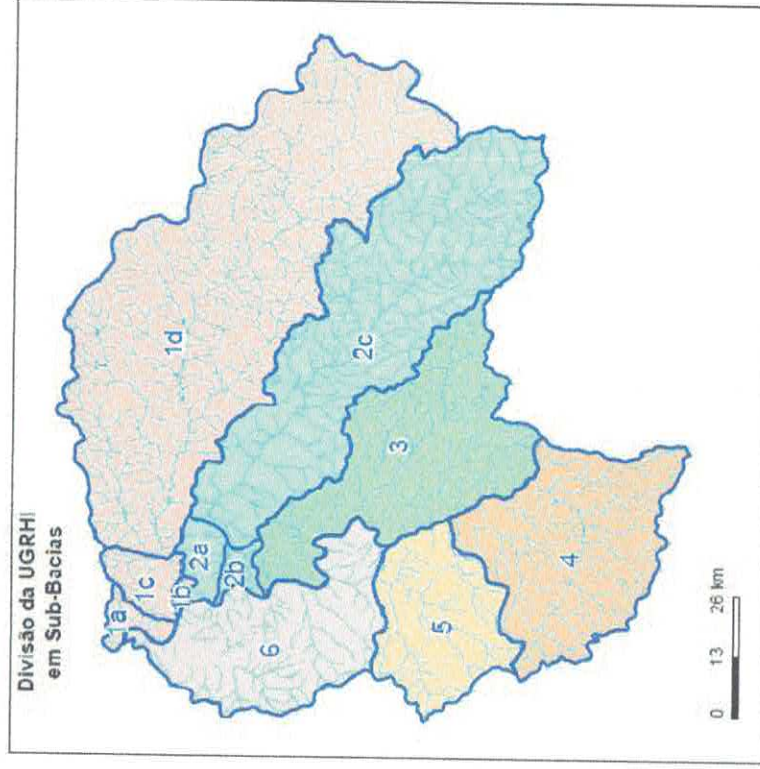 Divisão da UGRHI
em Sub-Bacias
1a
1c
1b
1d
2a
2b
2c
3
6
5
4
0 13 26 km